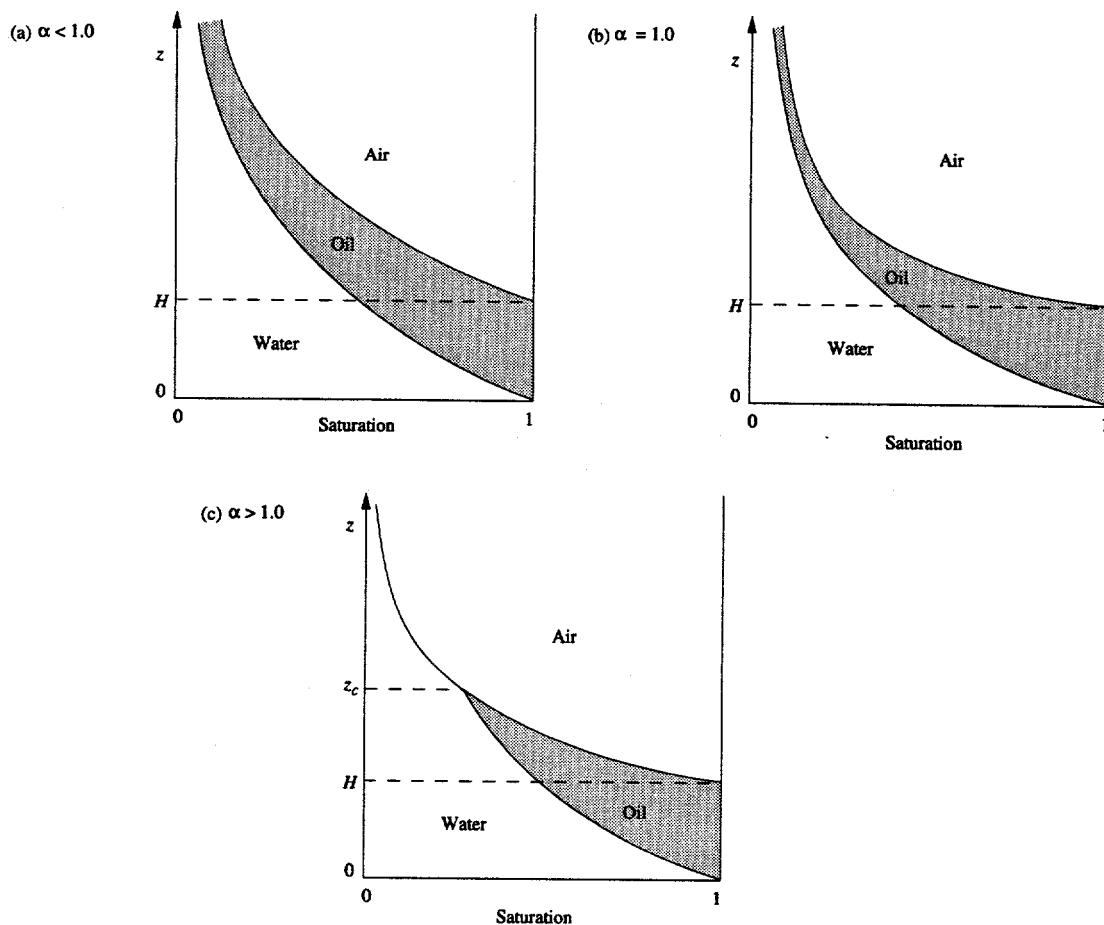 (a) α < 1.0
z
Air
Oil
H
Water
0
0
1
Saturation
(b) α = 1.0
z
Air
Oil
H
Water
0
0
1
Saturation
(c) α > 1.0
z
Air
z_c
H
Oil
Water
0
0
1
Saturation